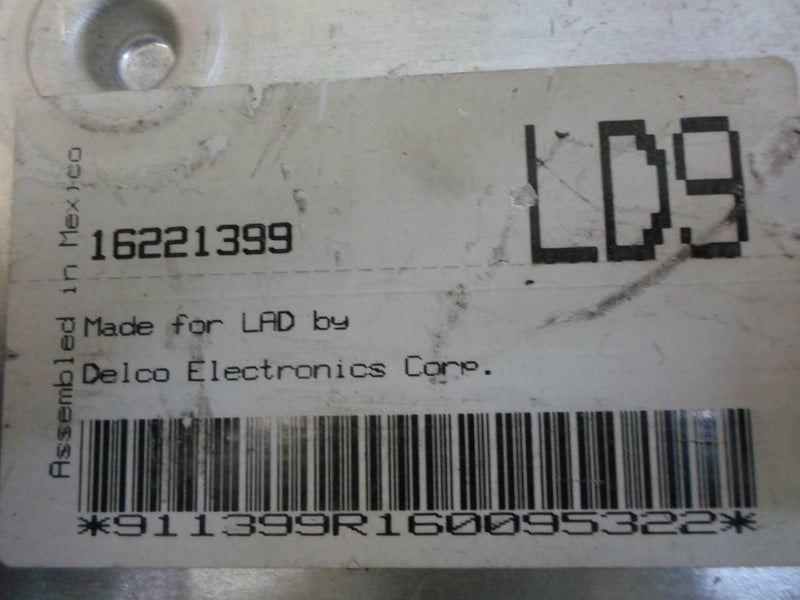 LD9
16221399
Made for LAD by
Delco Electronics Corp.
Assembled in Mexico
*911399R160095322*